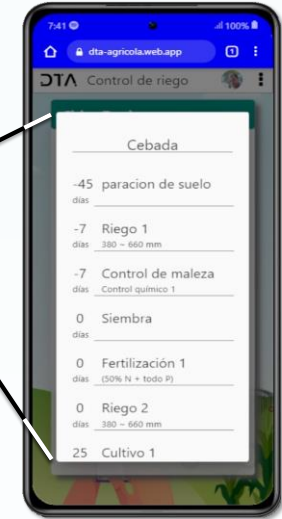 7:41 100%
dta-agricola.web.app 1
DTA Control de riego
Cebada
-45 paracion de suelo
días
-7 Riego 1
días 380 ~ 660 mm
-7 Control de maleza
días Control químico 1
0 Siembra
días
0 Fertilización 1
días (50% N + todo P)
0 Riego 2
días 380 ~ 660 mm
25 Cultivo 1